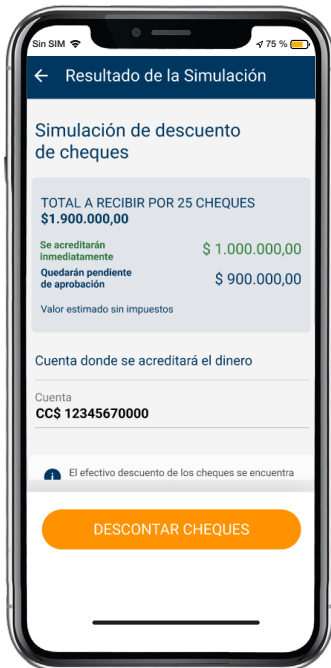 Sin SIM 75 %
Resultado de la Simulación
Simulación de descuento
de cheques
TOTAL A RECIBIR POR 25 CHEQUES
$1.900.000,00
Se acreditarán
inmediatamente
$ 1.000.000,00
Quedarán pendiente
de aprobación
$ 900.000,00
Valor estimado sin impuestos
Cuenta donde se acreditará el dinero
Cuenta
CC$ 12345670000
El efectivo descuento de los cheques se encuentra
DESCONTAR CHEQUES